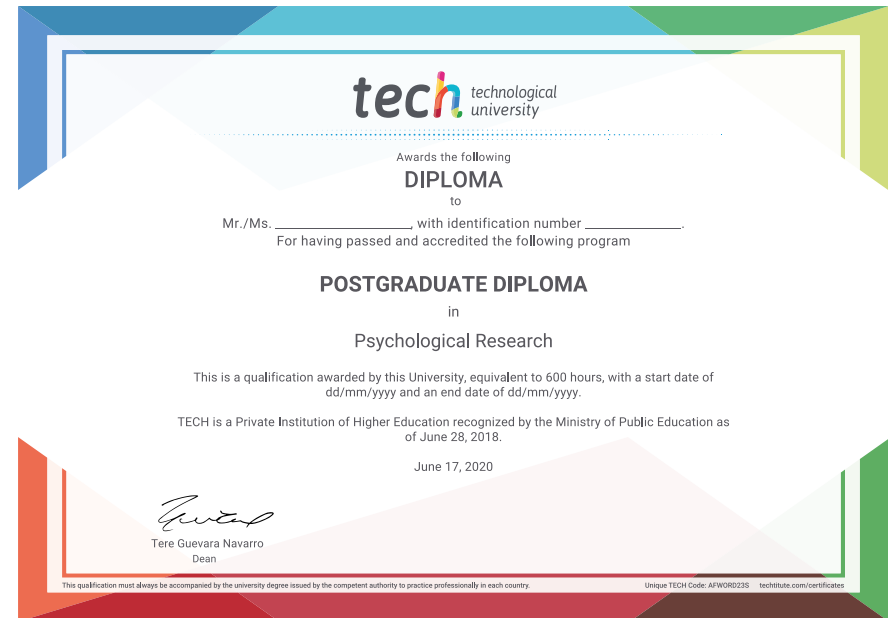 tech technological
university
Awards the following
DIPLOMA
to
Mr./Ms. ____________________, with identification number ______________.
For having passed and accredited the following program
POSTGRADUATE DIPLOMA
in
Psychological Research
This is a qualification awarded by this University, equivalent to 600 hours, with a start date of
dd/mm/yyyy and an end date of dd/mm/yyyy.
TECH is a Private Institution of Higher Education recognized by the Ministry of Public Education as
of June 28, 2018.
June 17, 2020
Tere Guevara Navarro
Dean
This qualification must always be accompanied by the university degree issued by the competent authority to practice professionally in each country.
Unique TECH Code: AFWORD23S techtitute.com/certificates